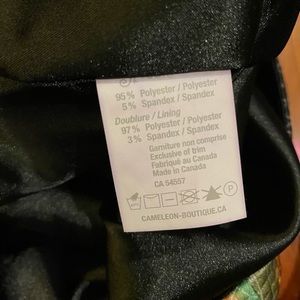 95% Polyester / Polyester
5% Spandex / Spandex
Doublure / Lining
97% Polyester / Polyester
3% Spandex / Spandex
Garniture non comprise
Exclusive of trim
Fabriqué au Canada
Made in Canada
CA 54557
P
CAMELEON-BOUTIQUE.CA